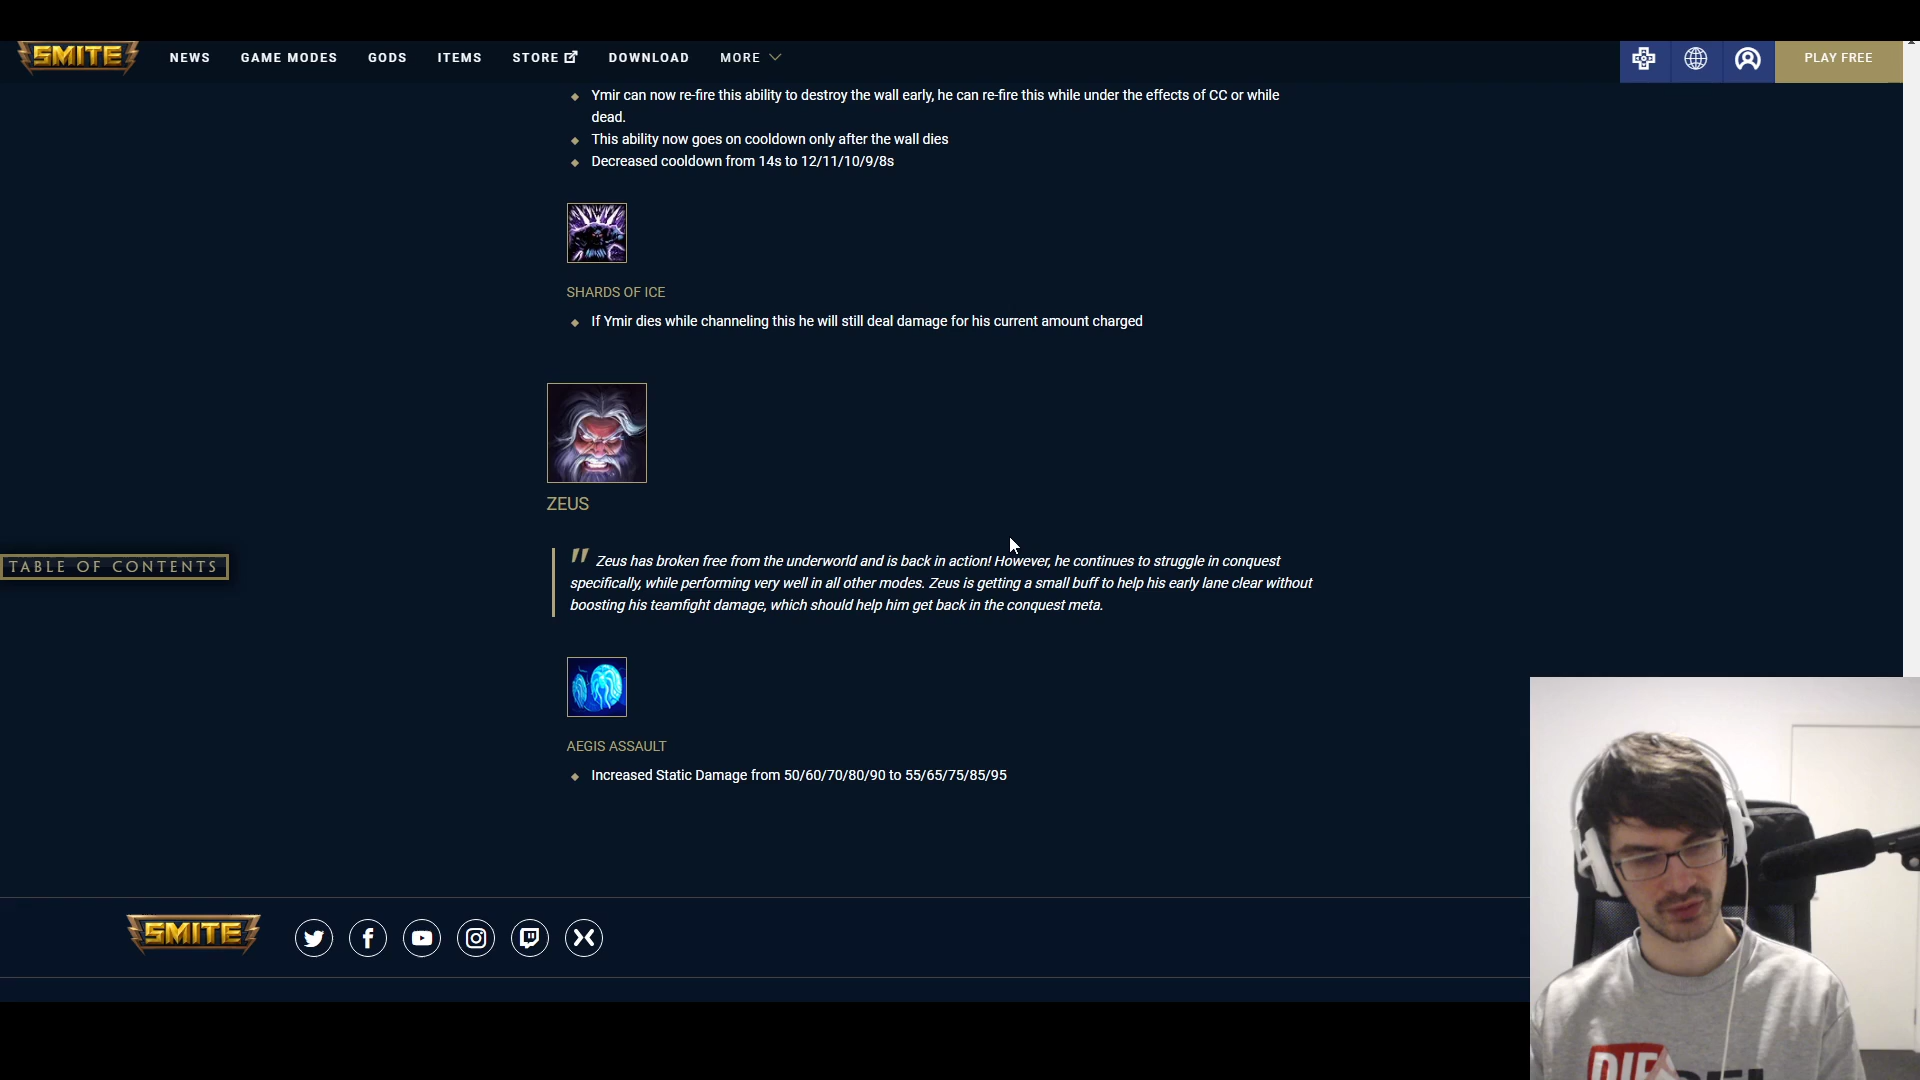 SMITE
NEWS
GAME MODES
GODS
ITEMS
STORE
DOWNLOAD
MORE
PLAY FREE
Ymir can now re-fire this ability to destroy the wall early, he can re-fire this while under the effects of CC or while
dead.
This ability now goes on cooldown only after the wall dies
Decreased cooldown from 14s to 12/11/10/9/8s
SHARDS OF ICE
If Ymir dies while channeling this he will still deal damage for his current amount charged
ZEUS
" Zeus has broken free from the underworld and is back in action! However, he continues to struggle in conquest
specifically, while performing very well in all other modes. Zeus is getting a small buff to help his early lane clear without
boosting his teamfight damage, which should help him get back in the conquest meta.
TABLE OF CONTENTS
AEGIS ASSAULT
Increased Static Damage from 50/60/70/80/90 to 55/65/75/85/95
SMITE